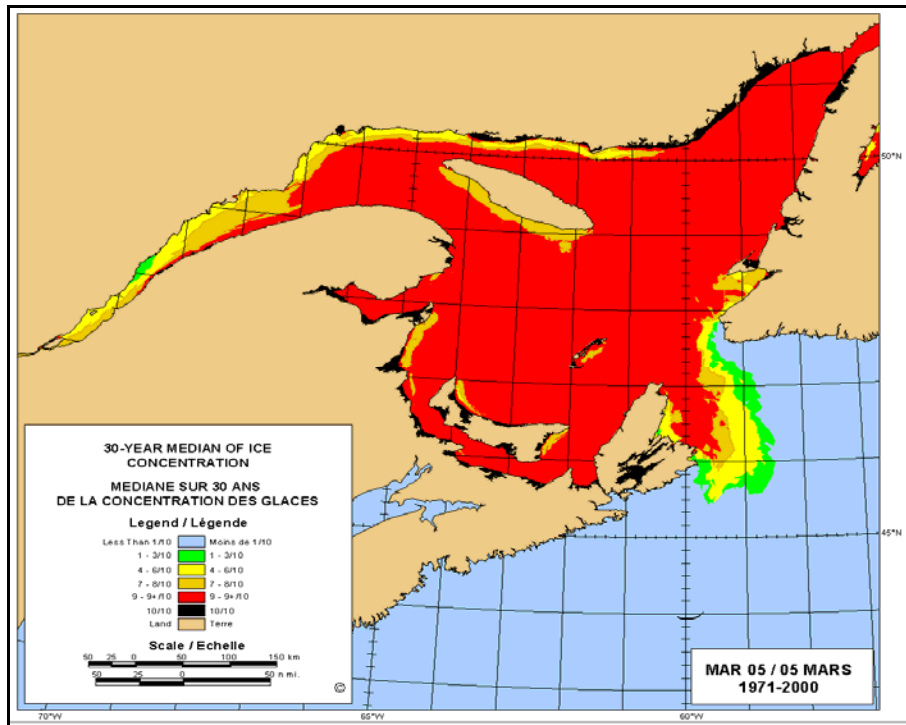 50°N
30-YEAR MEDIAN OF ICE
CONCENTRATION
MEDIANE SUR 30 ANS
DE LA CONCENTRATION DES GLACES
Legend / Légende
Less Than 1/10 Moins de 1/10
1 - 3/10 1 - 3/10
4 - 6/10 4 - 6/10
7 - 8/10 7 - 8/10
9 - 9+/10 9 - 9+/10
10/10 10/10
Land Terre
Scale / Echelle
50 25 0 50 100 150 km
50 25 0 50 n mi.
©
45°N
MAR 05 / 05 MARS
1971-2000
70°W 65°W 60°W